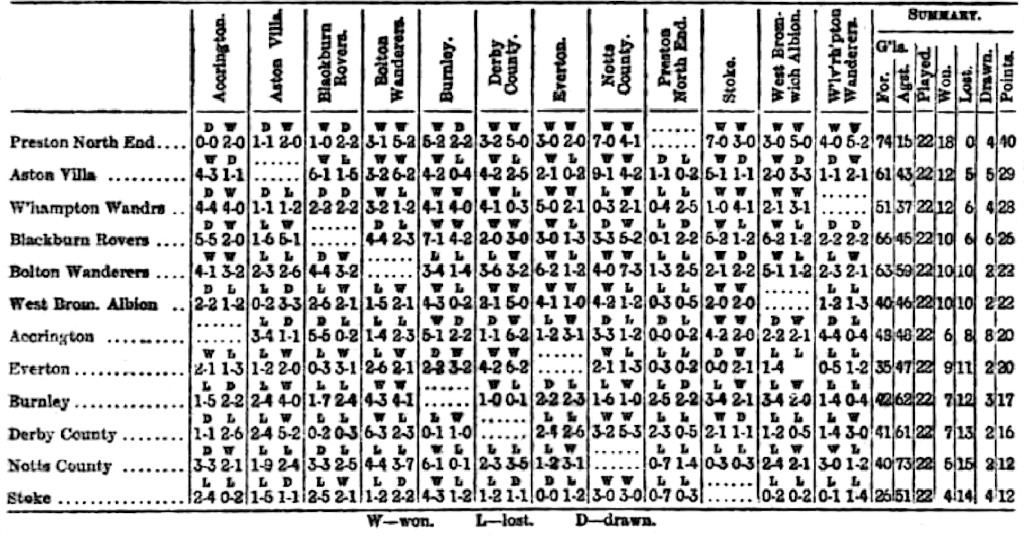 SUMMARY.
Accrington. Aston Villa. Blackburn Rovers. Bolton Wanderers. Burnley. Derby County. Everton. Notts County. Preston North End. Stoke. West Bromwich Albion. W'lv'rh'pton Wanderers. G'ls. For. Agst. Played. Won. Lost. Drawn. Points.
D W D W W D W W W D W W W W W W ...... W W W W W W
Preston North End.... 0-0 2-0 1-1 2-0 1-0 2-2 3-1 5-2 5-2 2-2 3-2 5-0 3-0 2-0 7-0 4-1 7-0 3-0 3-0 5-0 4-0 5-2 74 15 22 18 0 4 40
W D ...... W L W W W L W L W L W W D L W D W D D W
Aston Villa .......... 4-3 1-1 6-1 1-5 3-2 6-2 4-2 0-4 4-2 2-5 2-1 0-2 9-1 4-2 1-1 0-2 5-1 1-1 2-0 3-3 1-1 2-1 61 43 22 12 5 5 29
D W D L D D W L W W W L W W L W L L L W W W ......
W'hampton Wandrs .. 4-4 4-0 1-1 1-2 2-2 2-2 3-2 1-2 4-1 4-0 4-1 0-3 5-0 2-1 0-3 2-1 0-4 2-5 1-0 4-1 2-1 3-1 51 37 22 12 6 4 28
D W L W ...... D L W W W W W L D W L D W L W L D D
Blackburn Rovers .... 5-5 2-0 1-6 5-1 4-4 2-3 7-1 4-2 2-0 3-0 3-0 1-3 3-3 5-2 0-1 2-2 5-2 1-2 6-2 1-2 2-2 2-2 66 45 22 10 6 6 26
W W L L D W ...... L L L W W L W W L L W D W L L W
Bolton Wanderers .... 4-1 3-2 2-3 2-6 4-4 3-2 3-4 1-4 3-6 3-2 6-2 1-2 4-0 7-3 1-3 2-5 2-1 2-2 5-1 1-2 2-3 2-1 63 59 22 10 10 2 22
D L L D L W L W W L W W W L W L L L W W ...... L L
West Brom. Albion .. 2-2 1-2 0-2 3-3 2-6 2-1 1-5 2-1 4-3 0-2 2-1 5-0 4-1 1-0 4-2 1-2 0-3 0-5 2-0 2-0 1-2 1-3 40 46 22 10 10 2 22
...... L D D L L L W D D W L W D L D L W W D W D L
Accrington .......... 3-4 1-1 5-5 0-2 1-4 2-3 5-1 2-2 1-1 6-2 1-2 3-1 3-3 1-2 0-0 0-2 4-2 2-0 2-2 2-1 4-4 0-4 48 48 22 6 8 8 20
W L L W L W L W D W W W ...... W L L L D W L L L L
Everton .............. 2-1 1-3 1-2 2-0 0-3 3-1 2-6 2-1 2-2 3-2 4-2 6-2 2-1 1-3 0-3 0-2 0-0 2-1 1-4 0-5 1-2 35 47 22 9 11 2 20
L D L W L L W W ...... W L D L L W L D W L L W L L
Burnley .............. 1-5 2-2 2-4 4-0 1-7 2-4 4-3 4-1 1-0 0-1 2-2 2-3 1-6 1-0 2-5 2-2 3-4 2-1 3-4 2-0 1-4 0-4 42 62 22 7 12 3 17
D L L W L L W L L W ...... L L W W L L W D L L L W
Derby County ........ 1-1 2-6 2-4 5-2 0-2 0-3 6-3 2-3 0-1 1-0 2-4 2-6 3-2 5-3 2-3 0-5 2-1 1-1 1-2 0-5 1-4 3-0 41 61 22 7 13 2 16
D W L L D L L L W L L L L W ...... L L L L L W W L
Notts County ........ 3-3 2-1 1-9 2-4 3-3 2-5 0-4 3-7 6-1 0-1 2-3 3-5 1-2 3-1 0-7 1-4 0-3 0-3 2-4 2-1 3-0 1-2 40 73 22 5 15 2 12
L L L D L W L D W L L D D L W W L L ...... L L L L
Stoke ................ 2-4 0-2 1-5 1-1 2-5 2-1 1-2 2-2 4-3 1-2 1-2 1-1 0-0 1-2 3-0 3-0 0-7 0-3 0-2 0-2 0-1 1-4 26 51 22 4 14 4 12
W—won. L—lost. D—drawn.